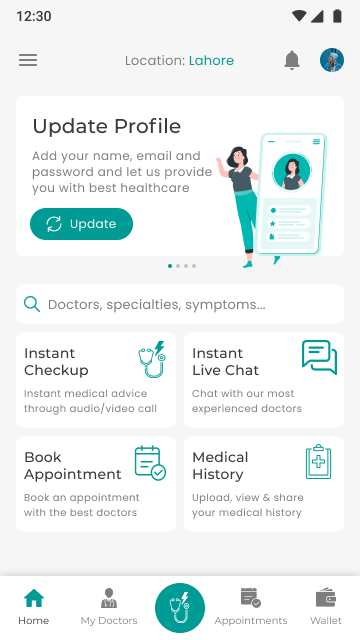 12:30
Location: Lahore
Update Profile
Add your name, email and
password and let us provide
you with best healthcare
Update
Doctors, specialties, symptoms...
Instant
Checkup
Instant medical advice
through audio/video call
Instant
Live Chat
Chat with our most
experienced doctors
Book
Appointment
Book an appointment
with the best doctors
Medical
History
Upload, view & share
your medical history
Home
My Doctors
Appointments
Wallet